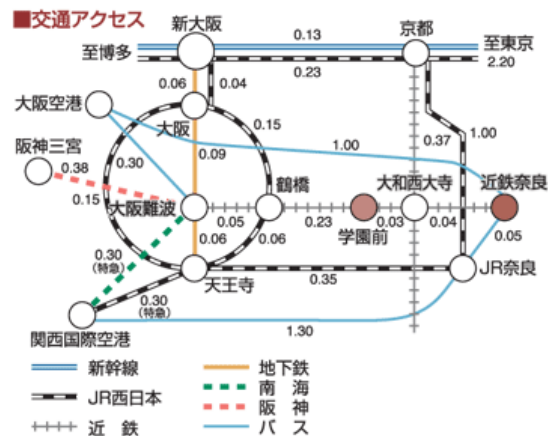 ■交通アクセス
新大阪
0.13
京都
至博多
至東京
0.23
2.20
0.06
0.04
大阪空港
大阪
0.15
0.37
1.00
阪神三宮
0.30
0.09
1.00
0.38
0.15
鶴橋
大和西大寺
近鉄奈良
大阪難波
0.05
0.23
0.03
0.04
学園前
0.06
0.06
0.05
0.30
(特急)
天王寺
0.35
JR奈良
0.30
(特急)
1.30
関西国際空港
新幹線
地下鉄
JR西日本
南海
阪神
近鉄
バス